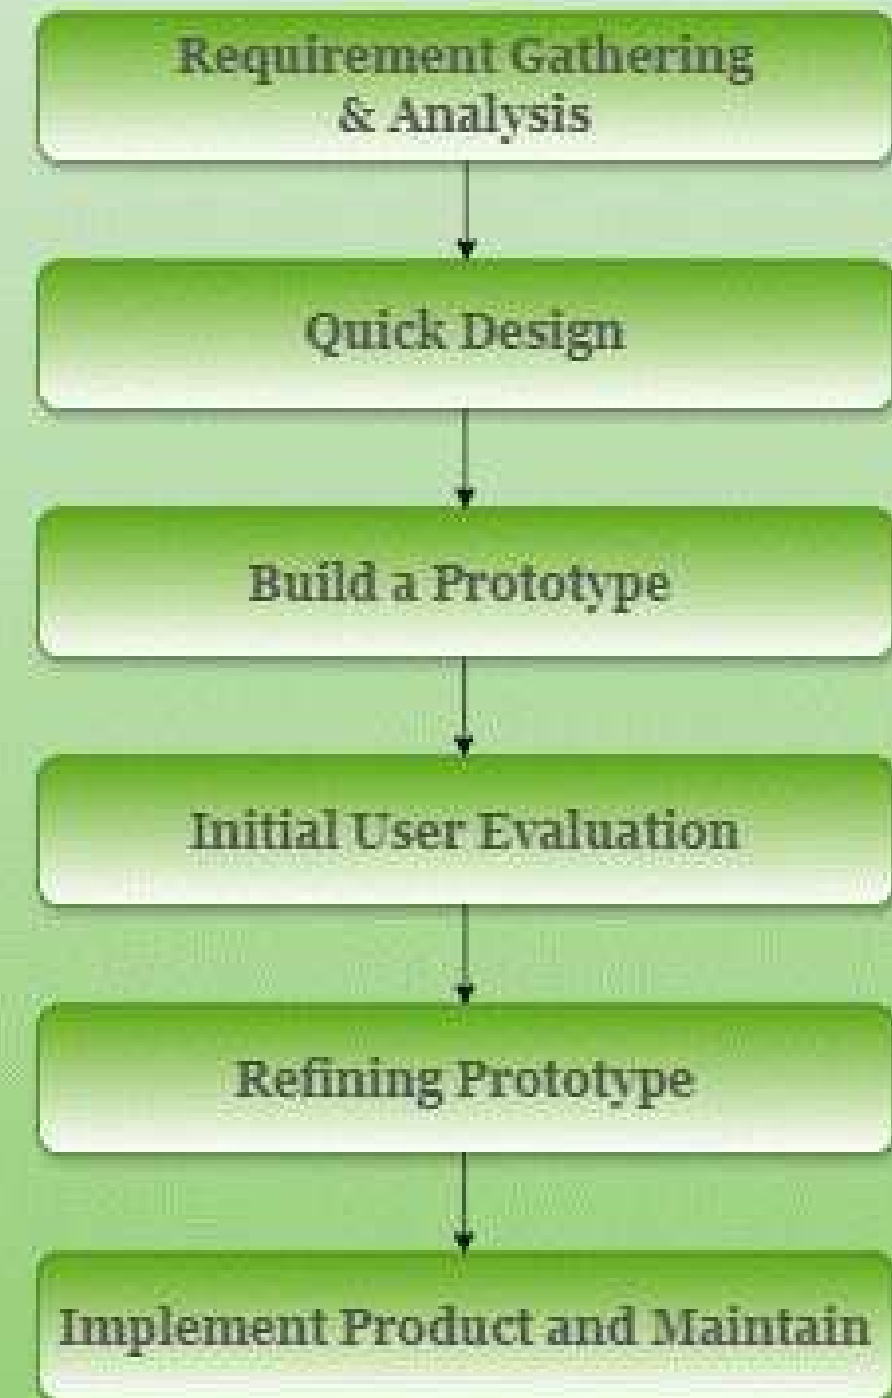 Requirement Gathering
& Analysis
Quick Design
Build a Prototype
Initial User Evaluation
Refining Prototype
Implement Product and Maintain